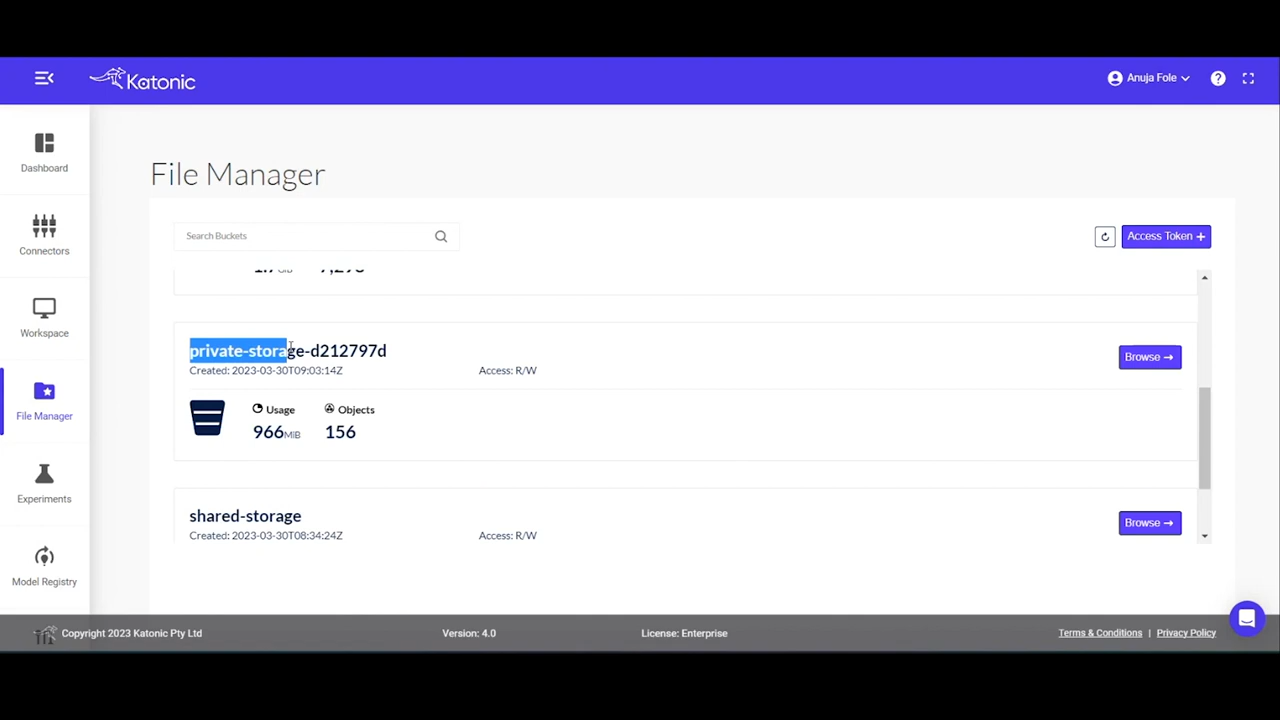 Katonic
Anuja Fole
Dashboard
Connectors
Workspace
File Manager
Experiments
Model Registry
File Manager
Search Buckets
Access Token +
private-storage-d212797d
Created: 2023-03-30T09:03:14Z
Access: R/W
Browse →
Usage
Objects
966MiB
156
shared-storage
Created: 2023-03-30T08:34:24Z
Access: R/W
Browse →
Copyright 2023 Katonic Pty Ltd
Version: 4.0
License: Enterprise
Terms & Conditions | Privacy Policy